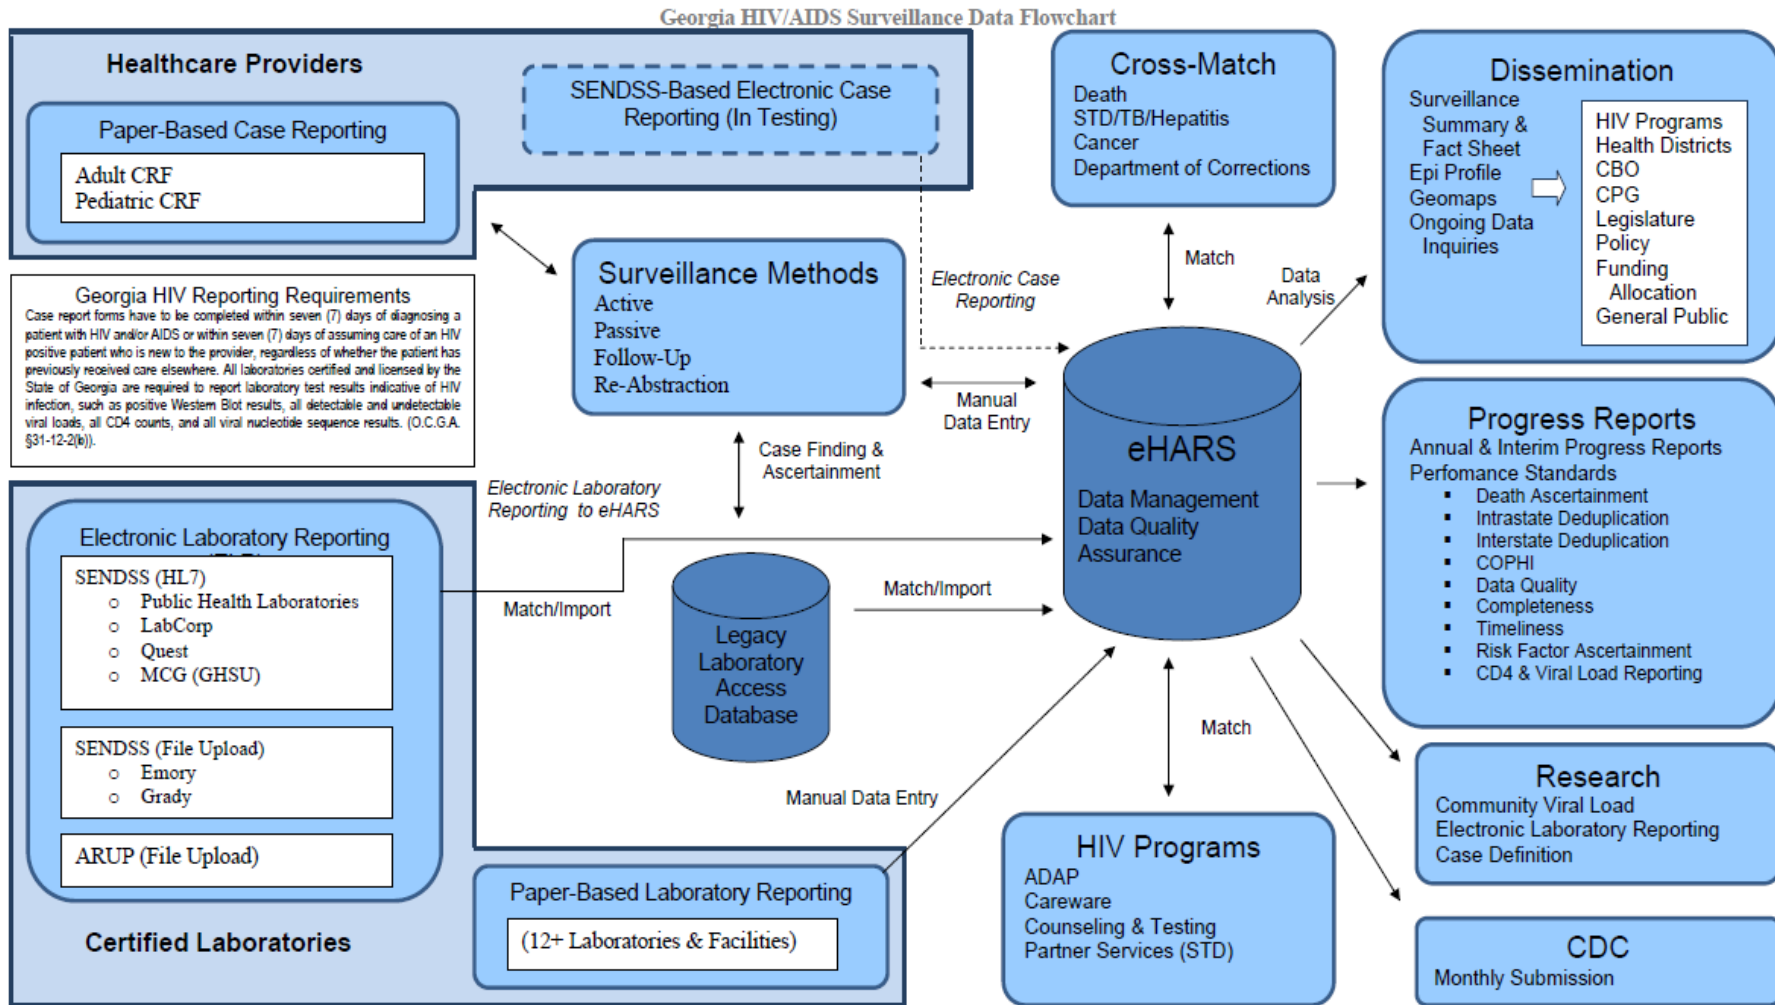 Georgia HIV/AIDS Surveillance Data Flowchart
Healthcare Providers
Paper-Based Case Reporting
Adult CRF
Pediatric CRF
SENDSS-Based Electronic Case
Reporting (In Testing)
Cross-Match
Death
STD/TB/Hepatitis
Cancer
Department of Corrections
Dissemination
Surveillance
Summary &
Fact Sheet
Epi Profile
Geomaps
Ongoing Data
Inquiries
HIV Programs
Health Districts
CBO
CPG
Legislature
Policy
Funding
Allocation
General Public
Georgia HIV Reporting Requirements
Case report forms have to be completed within seven (7) days of diagnosing a
patient with HIV and/or AIDS or within seven (7) days of assuming care of an HIV
positive patient who is new to the provider, regardless of whether the patient has
previously received care elsewhere. All laboratories certified and licensed by the
State of Georgia are required to report laboratory test results indicative of HIV
infection, such as positive Western Blot results, all detectable and undetectable
viral loads, all CD4 counts, and all viral nucleotide sequence results. (O.C.G.A.
§31-12-2(b)).
Surveillance Methods
Active
Passive
Follow-Up
Re-Abstraction
Electronic Case
Reporting
Match
Data
Analysis
Manual
Data Entry
Case Finding &
Ascertainment
Electronic Laboratory
Reporting to eHARS
eHARS
Data Management
Data Quality
Assurance
Progress Reports
Annual & Interim Progress Reports
Perfomance Standards
▪ Death Ascertainment
▪ Intrastate Deduplication
▪ Interstate Deduplication
▪ COPHI
▪ Data Quality
▪ Completeness
▪ Timeliness
▪ Risk Factor Ascertainment
▪ CD4 & Viral Load Reporting
Electronic Laboratory Reporting
SENDSS (HL7)
o Public Health Laboratories
o LabCorp
o Quest
o MCG (GHSU)
SENDSS (File Upload)
o Emory
o Grady
ARUP (File Upload)
Certified Laboratories
Match/Import
Legacy
Laboratory
Access
Database
Match/Import
Manual Data Entry
Paper-Based Laboratory Reporting
(12+ Laboratories & Facilities)
Match
HIV Programs
ADAP
Careware
Counseling & Testing
Partner Services (STD)
Research
Community Viral Load
Electronic Laboratory Reporting
Case Definition
CDC
Monthly Submission